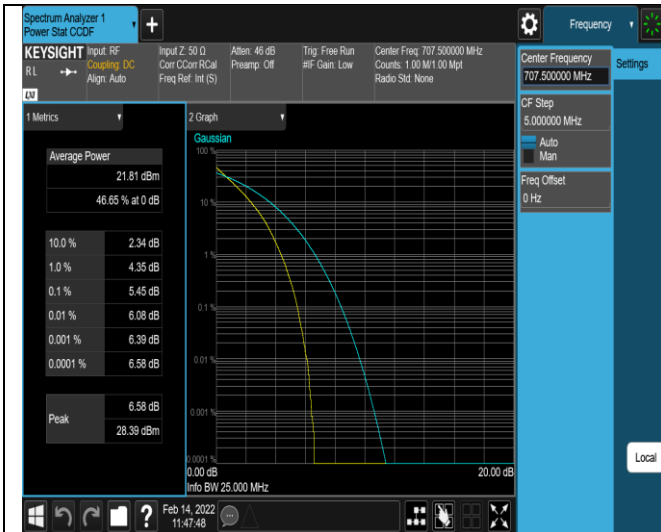 Spectrum Analyzer 1
Power Stat CCDF
Frequency
KEYSIGHT
RL
LXI
Input: RF
Coupling: DC
Align: Auto
Input Z: 50 Ω
Corr CCorr RCal
Freq Ref: Int (S)
Atten: 46 dB
Preamp: Off
Trig: Free Run
#IF Gain: Low
Center Freq: 707.500000 MHz
Counts: 1.00 M/1.00 Mpt
Radio Std: None
Center Frequency
707.500000 MHz
Settings
CF Step
5.000000 MHz
Auto
Man
Freq Offset
0 Hz
1 Metrics
Average Power
21.81 dBm
46.65 % at 0 dB
10.0 % 2.34 dB
1.0 % 4.35 dB
0.1 % 5.45 dB
0.01 % 6.08 dB
0.001 % 6.39 dB
0.0001 % 6.58 dB
Peak
6.58 dB
28.39 dBm
2 Graph
Gaussian
100 %
10 %
1 %
0.1 %
0.01 %
0.001 %
0.0001 %
0.00 dB
20.00 dB
Info BW 25.000 MHz
Local
?
Feb 14, 2022
11:47:48